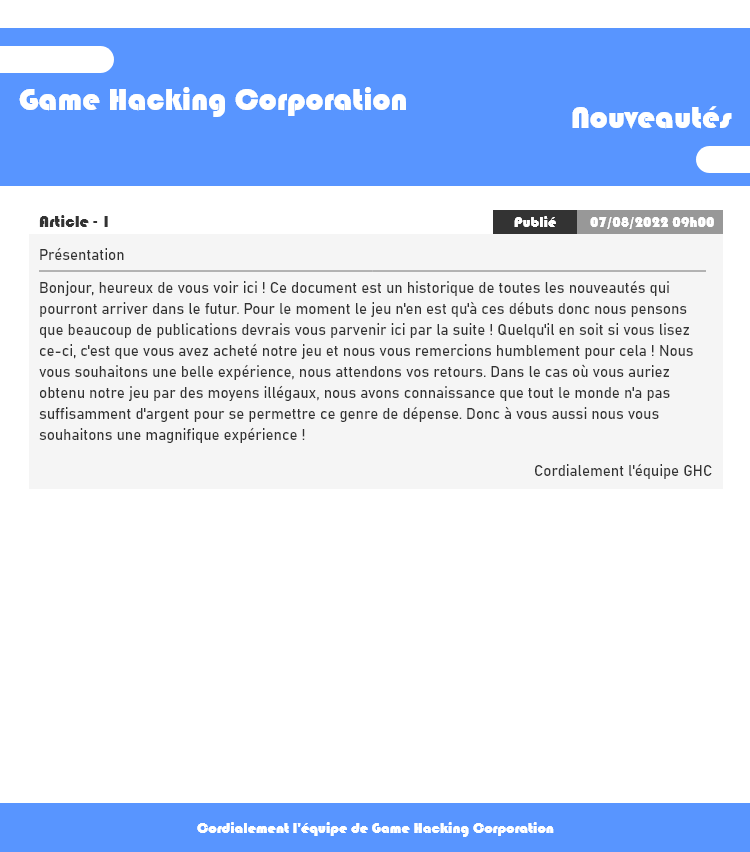 Game Hacking Corporation
Nouveautés
Article - 1
Publié
07/08/2022 09h00
Présentation
Bonjour, heureux de vous voir ici ! Ce document est un historique de toutes les nouveautés qui
pourront arriver dans le futur. Pour le moment le jeu n'en est qu'à ces débuts donc nous pensons
que beaucoup de publications devrais vous parvenir ici par la suite ! Quelqu'il en soit si vous lisez
ce-ci, c'est que vous avez acheté notre jeu et nous vous remercions humblement pour cela ! Nous
vous souhaitons une belle expérience, nous attendons vos retours. Dans le cas où vous auriez
obtenu notre jeu par des moyens illégaux, nous avons connaissance que tout le monde n'a pas
suffisamment d'argent pour se permettre ce genre de dépense. Donc à vous aussi nous vous
souhaitons une magnifique expérience !
Cordialement l'équipe GHC
Cordialement l'équipe de Game Hacking Corporation